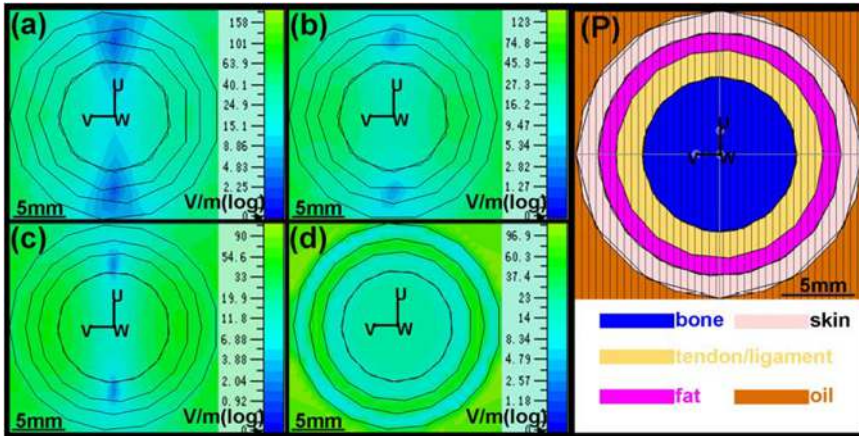 (a)
158
101
63.9
40.1
24.9
15.1
8.86
4.83
2.25
U
V
W
5mm
V/m(log)
(b)
123
74.8
45.3
27.3
16.2
9.47
5.34
2.82
1.27
U
V
W
5mm
V/m(log)
(P)
U
V
W
5mm
(c)
90
54.6
33
19.9
11.8
6.88
3.88
2.04
0.92
U
V
W
5mm
V/m(log)
(d)
96.9
60.3
37.4
23
14
8.34
4.79
2.57
1.18
U
V
W
5mm
V/m(log)
bone skin
tendon/ligament
fat oil